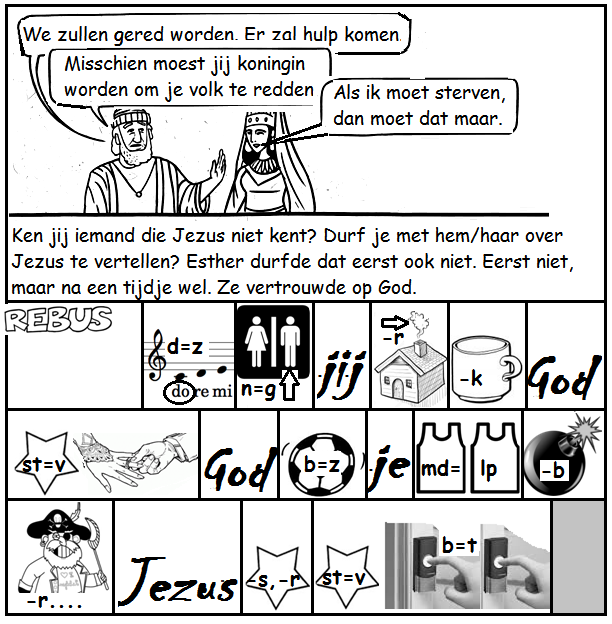 We zullen gered worden. Er zal hulp komen.
Misschien moest jij koningin
worden om je volk te redden
Als ik moet sterven,
dan moet dat maar.
Ken jij iemand die Jezus niet kent? Durf je met hem/haar over
Jezus te vertellen? Esther durfde dat eerst ook niet. Eerst niet,
maar na een tijdje wel. Ze vertrouwde op God.
REBUS
d=z
do re mi
n=g
jij
-r
-k
God
st=v
God
b=z
je
md=
lp
-b
-r....
Jezus
-s,-r
st=v
b=t